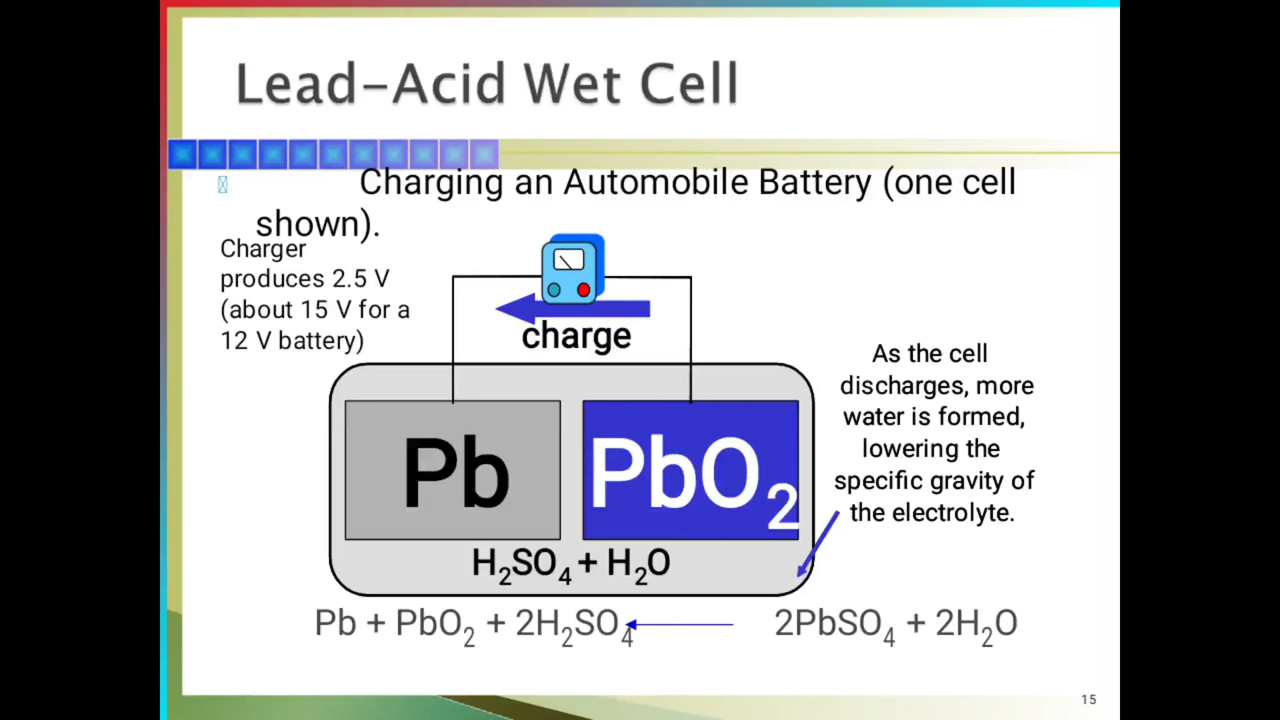 Lead-Acid Wet Cell
Charging an Automobile Battery (one cell
shown).
Charger
produces 2.5 V
(about 15 V for a
12 V battery)
charge
As the cell
discharges, more
water is formed,
lowering the
specific gravity of
the electrolyte.
Pb
PbO₂
H₂SO₄ + H₂O
Pb + PbO₂ + 2H₂SO₄ ← 2PbSO₄ + 2H₂O
15